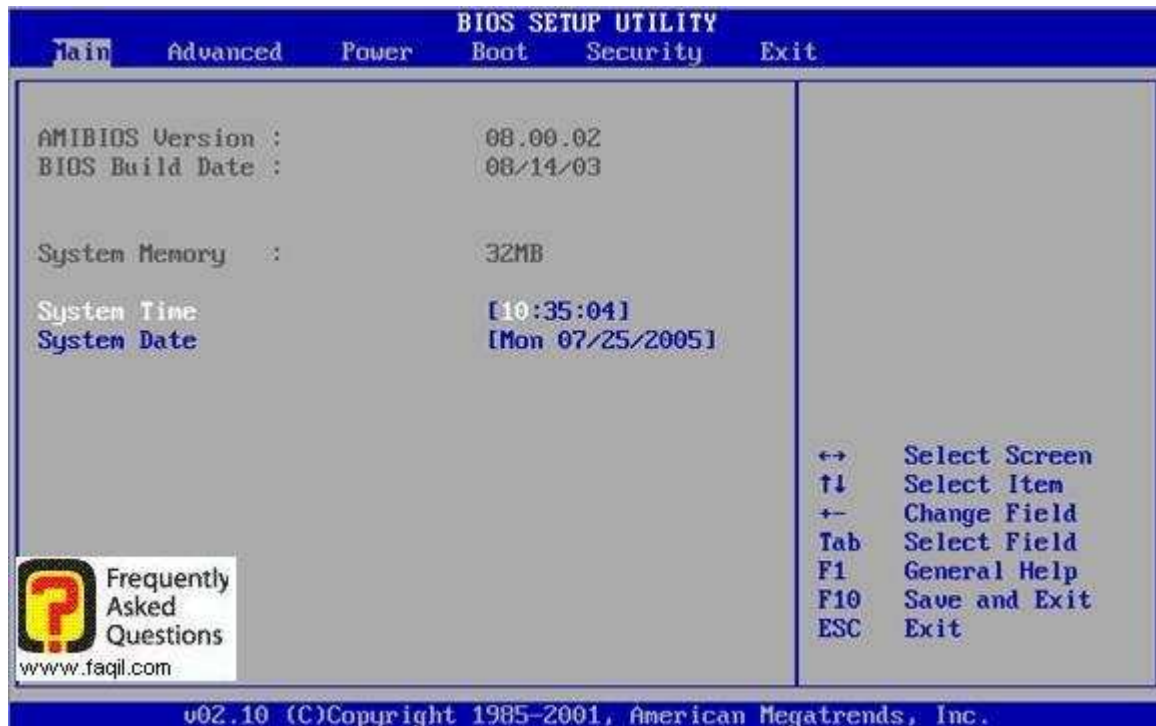 BIOS SETUP UTILITY
Main Advanced Power Boot Security Exit
AMIBIOS Version : 08.00.02
BIOS Build Date : 08/14/03
System Memory : 32MB
System Time [10:35:04]
System Date [Mon 07/25/2005]
←→ Select Screen
↑↓ Select Item
+- Change Field
Tab Select Field
F1 General Help
F10 Save and Exit
ESC Exit
Frequently
Asked
Questions
www.faqil.com
v02.10 (C)Copyright 1985-2001, American Megatrends, Inc.